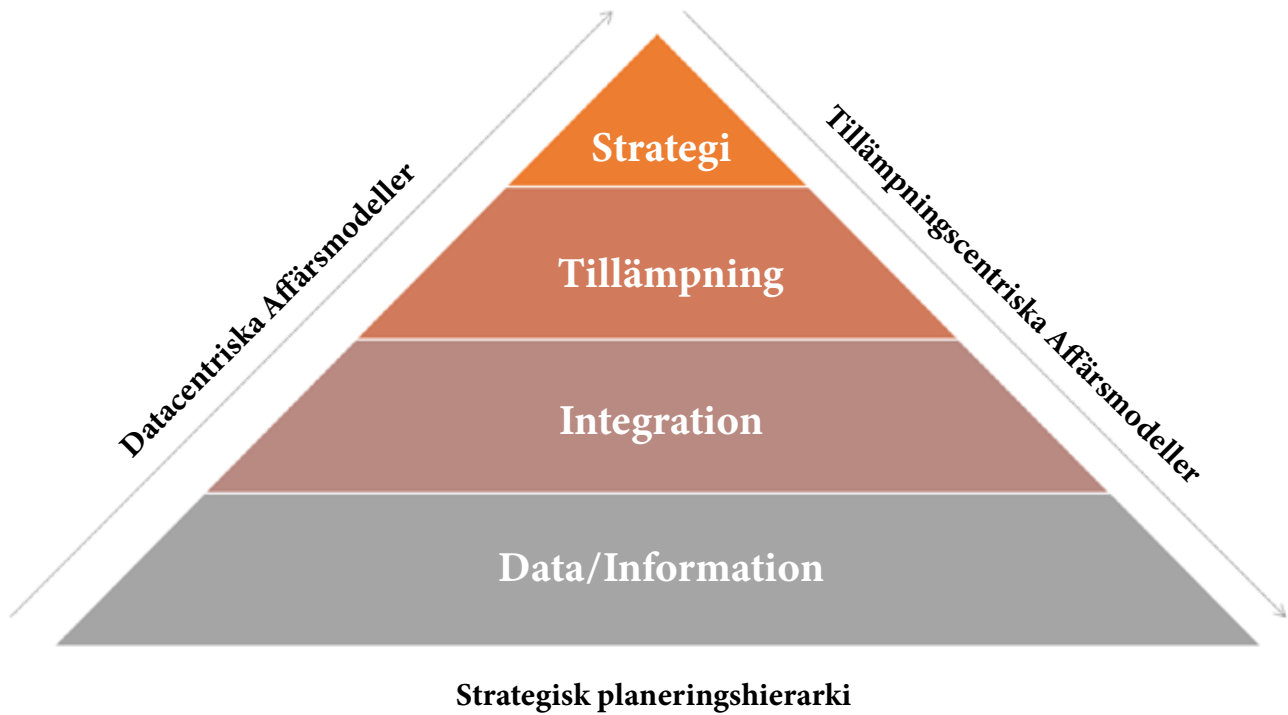 Strategi
Tillämpning
Integration
Data/Information
Datacentriska Affärsmodeller
Tillämpningscentriska Affärsmodeller
Strategisk planeringshierarki